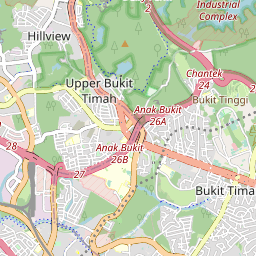 Industrial
Complex
Hillview
Chantek
24
Upper Bukit
Timah
Bukit Tinggi
Anak Bukit
26A
28
Anak Bukit
26B
27
Bukit Tima